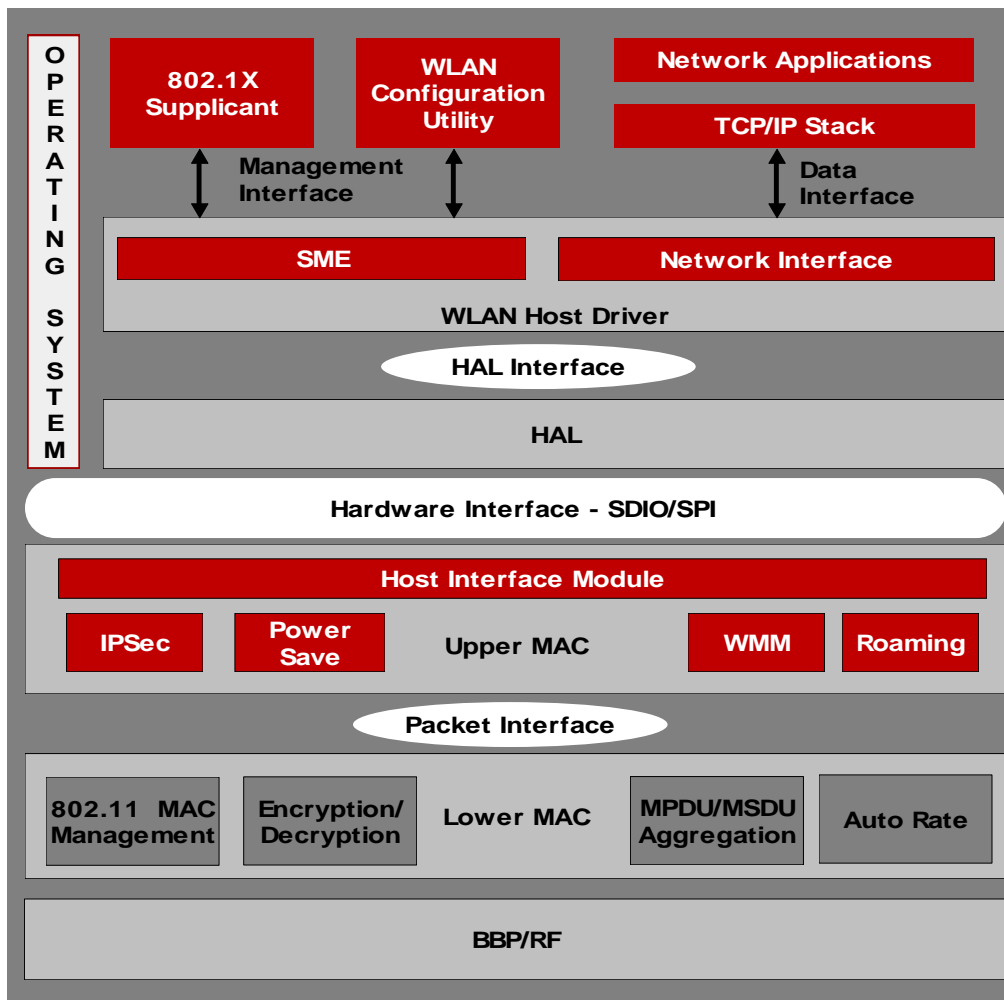 OPERATING SYSTEM
802.1X
Supplicant
WLAN
Configuration
Utility
Network Applications
TCP/IP Stack
Management
Interface
Data
Interface
SME
Network Interface
WLAN Host Driver
HAL Interface
HAL
Hardware Interface - SDIO/SPI
Host Interface Module
IPSec
Power
Save
Upper MAC
WMM
Roaming
Packet Interface
802.11 MAC
Management
Encryption/
Decryption
Lower MAC
MPDU/MSDU
Aggregation
Auto Rate
BBP/RF